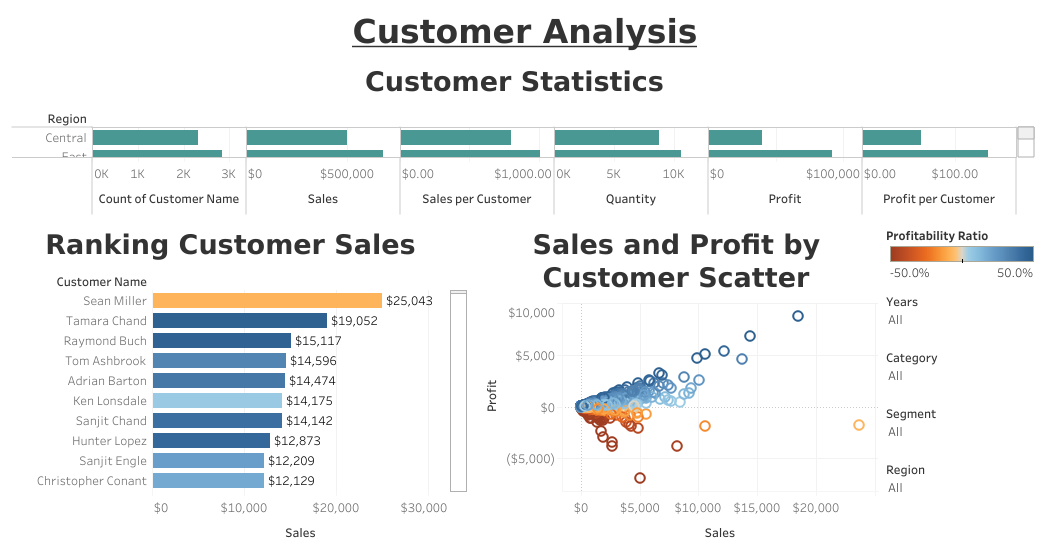 Customer Analysis
Customer Statistics
Region
Central
East
0K 1K 2K 3K $0 $500,000 $0.00 $1,000.00 0K 5K 10K $0 $100,000 $0.00 $100.00
Count of Customer Name Sales Sales per Customer Quantity Profit Profit per Customer
Ranking Customer Sales
Customer Name
Sean Miller $25,043
Tamara Chand $19,052
Raymond Buch $15,117
Tom Ashbrook $14,596
Adrian Barton $14,474
Ken Lonsdale $14,175
Sanjit Chand $14,142
Hunter Lopez $12,873
Sanjit Engle $12,209
Christopher Conant $12,129
$0 $10,000 $20,000 $30,000
Sales
Sales and Profit by
Customer Scatter
$10,000
$5,000
$0
($5,000)
Profit
$0 $5,000 $10,000 $15,000 $20,000
Sales
Profitability Ratio
-50.0% 50.0%
Years
All
Category
All
Segment
All
Region
All